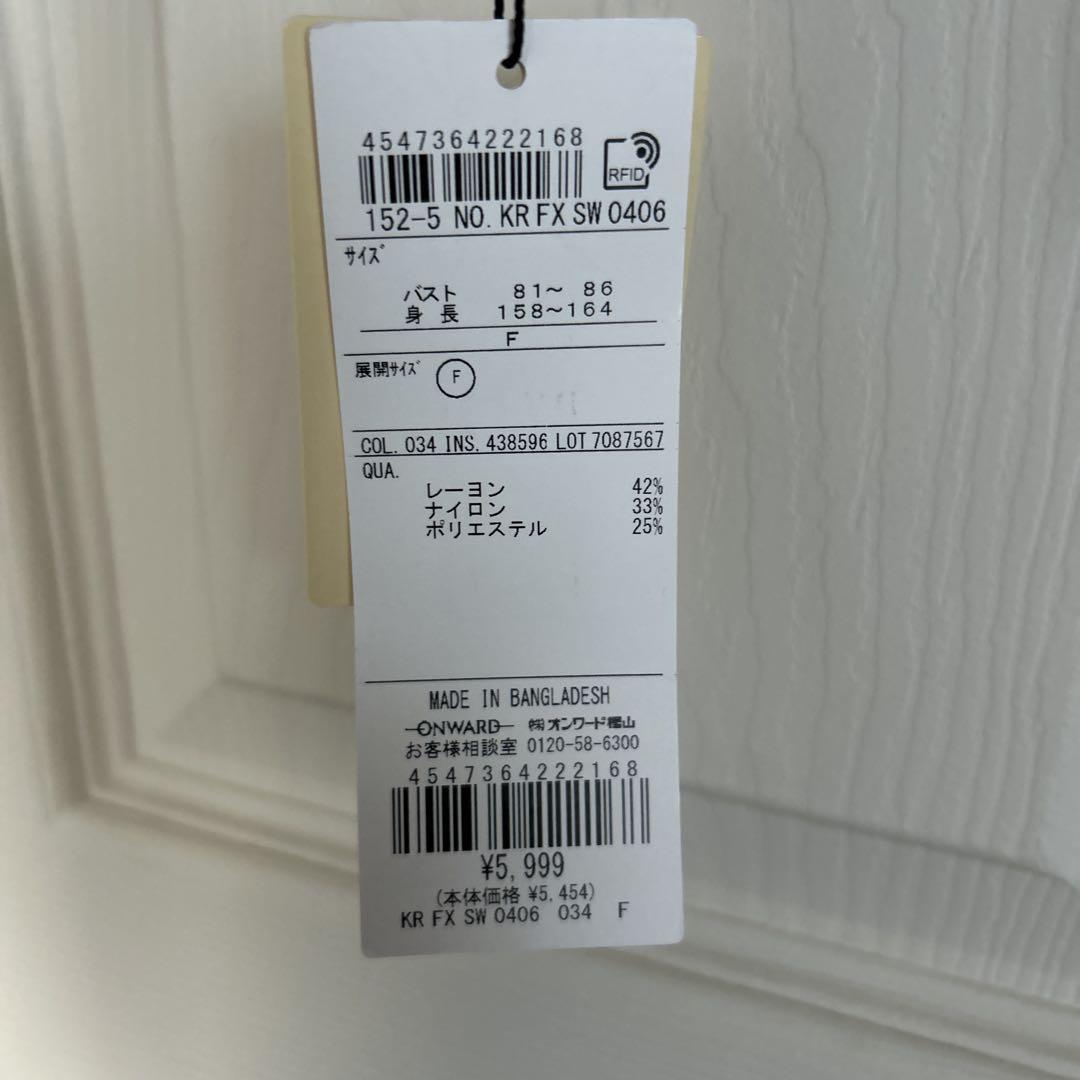 4547364222168
RFID
152-5 NO. KR FX SW 0406
サイズ
バスト 81～ 86
身長 158～164
F
展開サイズ F
COL. 034 INS. 438596 LOT 7087567
QUA.
レーヨン 42%
ナイロン 33%
ポリエステル 25%
MADE IN BANGLADESH
ONWARD ㈱オンワード樫山
お客様相談室 0120-58-6300
4547364222168
¥5,999
(本体価格 ¥5,454)
KR FX SW 0406 034 F